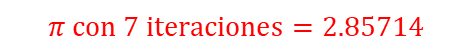 π con 7 iteraciones = 2.85714